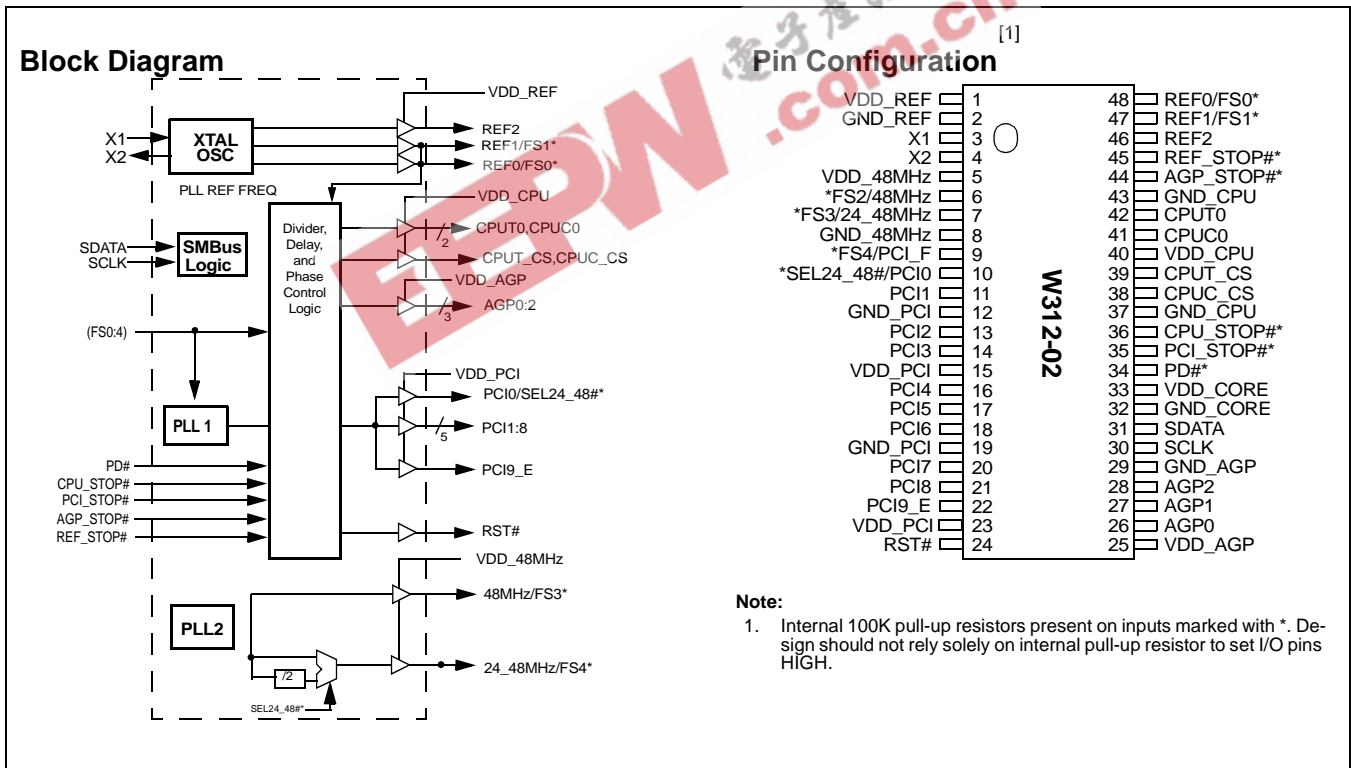 Block Diagram
VDD_REF
X1
X2
XTAL
OSC
REF2
REF1/FS1*
REF0/FS0*
PLL REF FREQ
VDD_CPU
Divider,
Delay,
and
Phase
Control
Logic
2
CPUT0,CPUC0
SDATA
SCLK
SMBus
Logic
CPUT_CS,CPUC_CS
VDD_AGP
3
AGP0:2
(FS0:4)
VDD_PCI
PCI0/SEL24_48#*
PLL 1
5
PCI1:8
PD#
CPU_STOP#
PCI_STOP#
AGP_STOP#
REF_STOP#
PCI9_E
RST#
VDD_48MHz
48MHz/FS3*
PLL2
/2
24_48MHz/FS4*
SEL24_48#*
[1]
Pin Configuration
VDD_REF 1
GND_REF 2
X1 3
X2 4
VDD_48MHz 5
*FS2/48MHz 6
*FS3/24_48MHz 7
GND_48MHz 8
*FS4/PCI_F 9
*SEL24_48#/PCI0 10
PCI1 11
GND_PCI 12
PCI2 13
PCI3 14
VDD_PCI 15
PCI4 16
PCI5 17
PCI6 18
GND_PCI 19
PCI7 20
PCI8 21
PCI9_E 22
VDD_PCI 23
RST# 24
W312-02
48 REF0/FS0*
47 REF1/FS1*
46 REF2
45 REF_STOP#*
44 AGP_STOP#*
43 GND_CPU
42 CPUT0
41 CPUC0
40 VDD_CPU
39 CPUT_CS
38 CPUC_CS
37 GND_CPU
36 CPU_STOP#*
35 PCI_STOP#*
34 PD#*
33 VDD_CORE
32 GND_CORE
31 SDATA
30 SCLK
29 GND_AGP
28 AGP2
27 AGP1
26 AGP0
25 VDD_AGP
Note:
1. Internal 100K pull-up resistors present on inputs marked with *. De-
sign should not rely solely on internal pull-up resistor to set I/O pins
HIGH.
EEPW
.com.cn